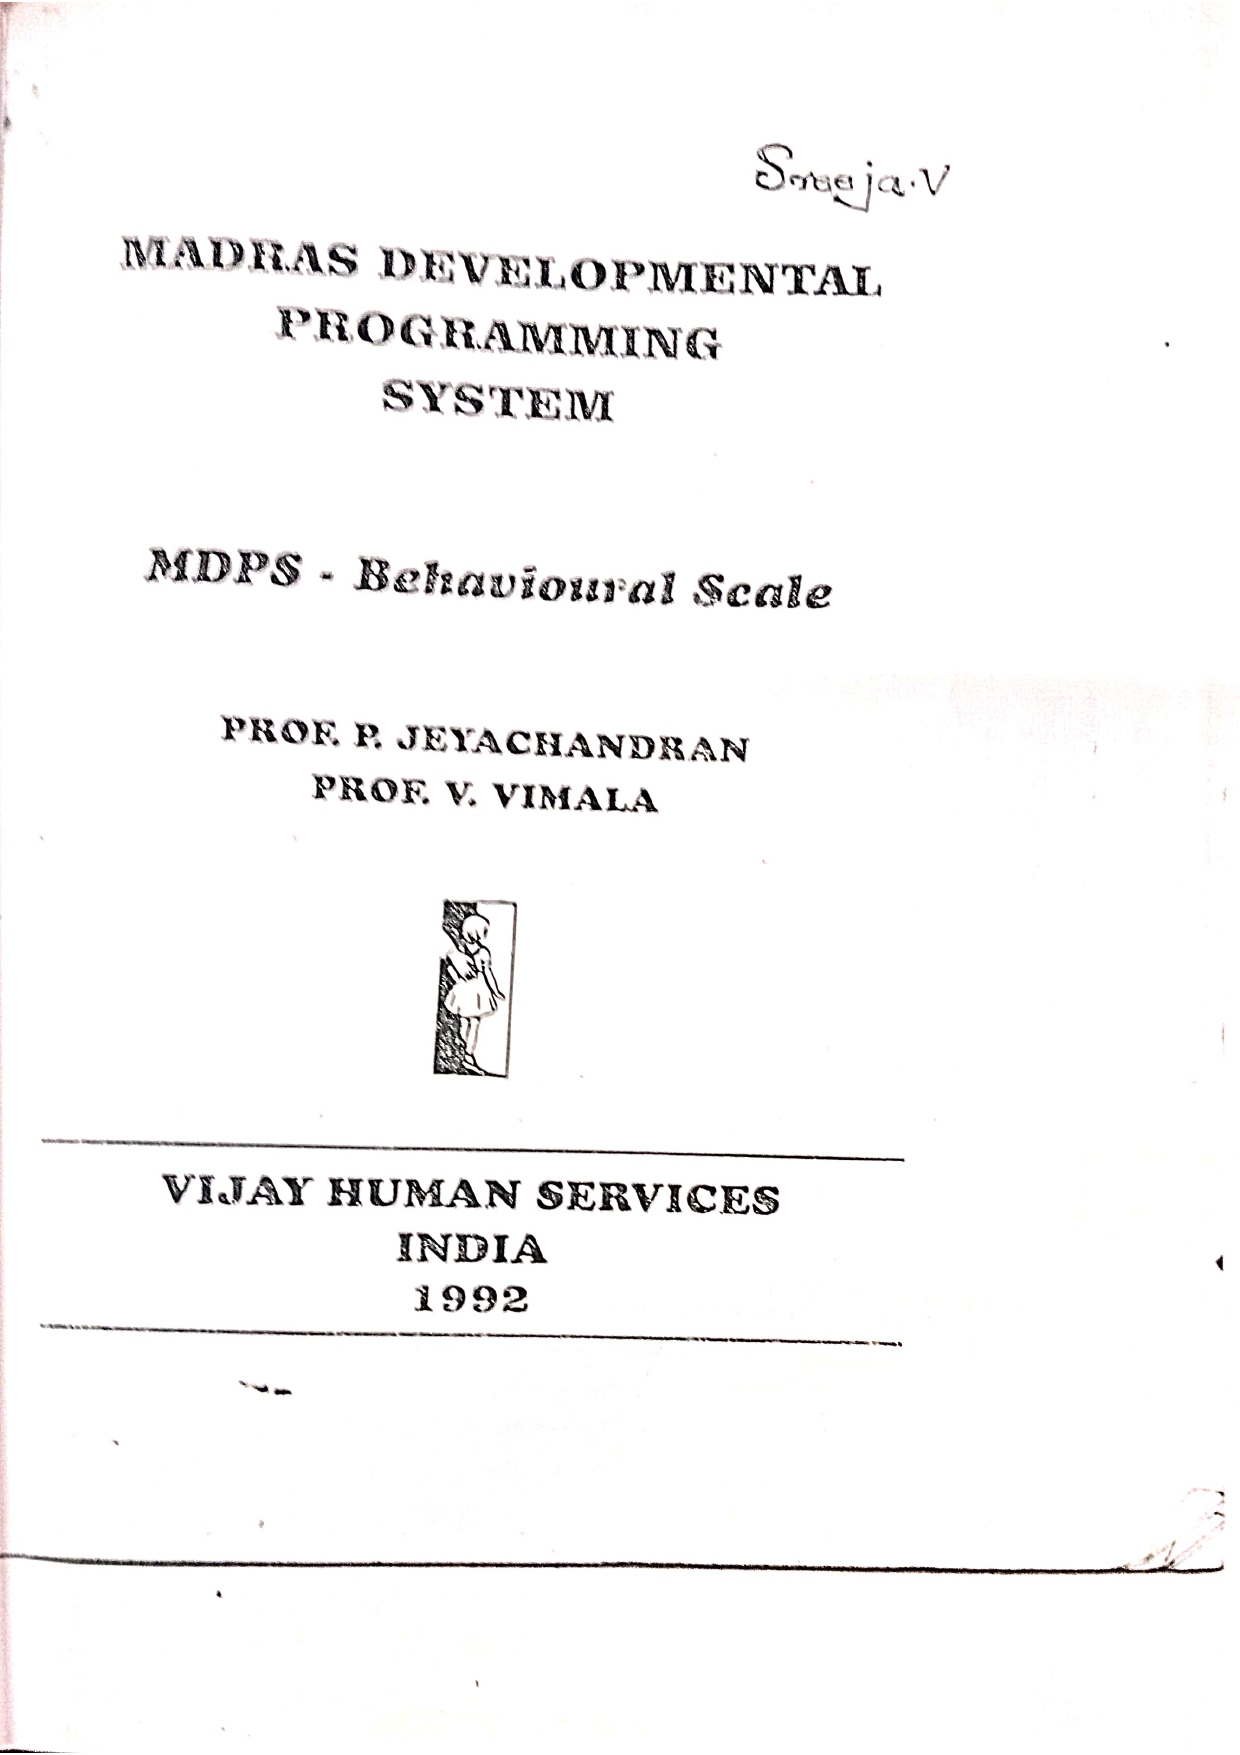 Sreeja.V
MADRAS DEVELOPMENTAL
PROGRAMMING
SYSTEM
MDPS - Behavioural Scale
PROF. P. JEYACHANDRAN
PROF. V. VIMALA
VIJAY HUMAN SERVICES
INDIA
1992